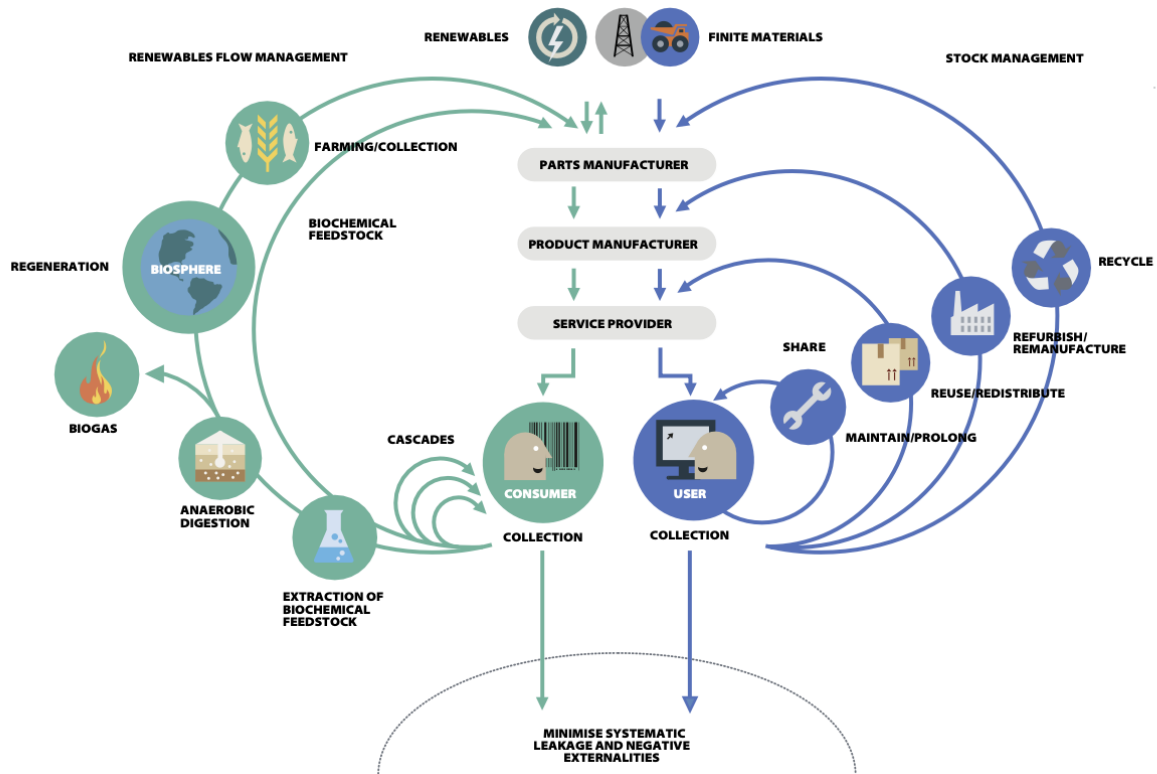 RENEWABLES
FINITE MATERIALS
RENEWABLES FLOW MANAGEMENT
STOCK MANAGEMENT
FARMING/COLLECTION
PARTS MANUFACTURER
BIOCHEMICAL
FEEDSTOCK
PRODUCT MANUFACTURER
REGENERATION
BIOSPHERE
RECYCLE
SERVICE PROVIDER
SHARE
REFURBISH/
REMANUFACTURE
REUSE/REDISTRIBUTE
BIOGAS
CASCADES
MAINTAIN/PROLONG
CONSUMER
USER
ANAEROBIC
DIGESTION
COLLECTION
COLLECTION
EXTRACTION OF
BIOCHEMICAL
FEEDSTOCK
MINIMISE SYSTEMATIC
LEAKAGE AND NEGATIVE
EXTERNALITIES